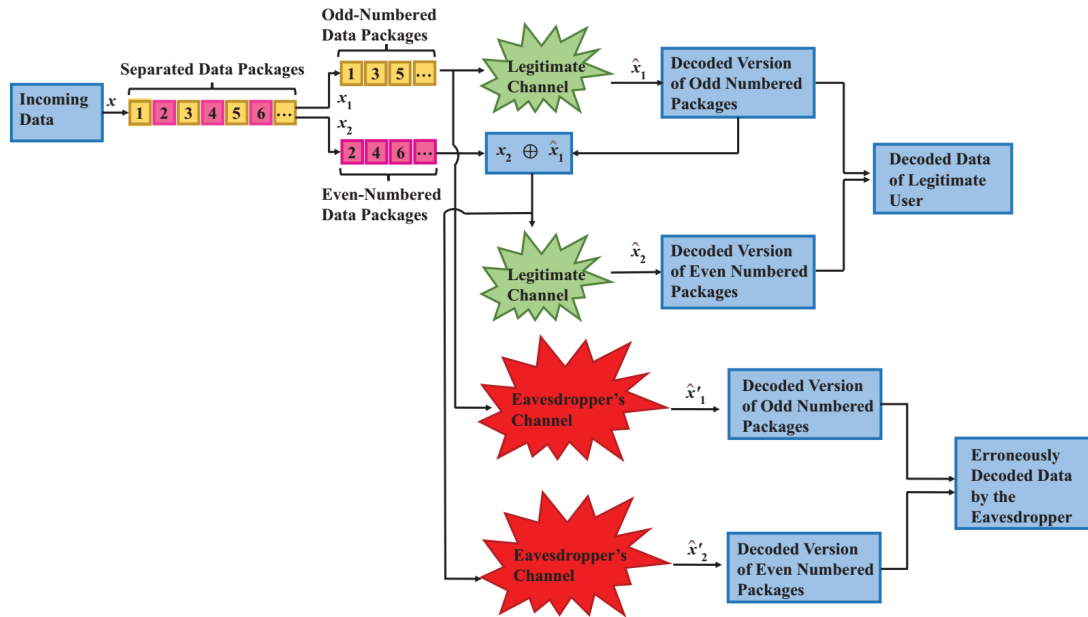 Incoming
Data
x
Separated Data Packages
1 2 3 4 5 6 ...
x₁
x₂
Odd-Numbered
Data Packages
1 3 5 ...
2 4 6 ...
Even-Numbered
Data Packages
Legitimate
Channel
x̂₁
Decoded Version
of Odd Numbered
Packages
x₂ ⊕ x̂₁
Legitimate
Channel
x̂₂
Decoded Version
of Even Numbered
Packages
Decoded Data
of Legitimate
User
Eavesdropper's
Channel
x̂′₁
Decoded Version
of Odd Numbered
Packages
Eavesdropper's
Channel
x̂′₂
Decoded Version
of Even Numbered
Packages
Erroneously
Decoded Data
by the
Eavesdropper